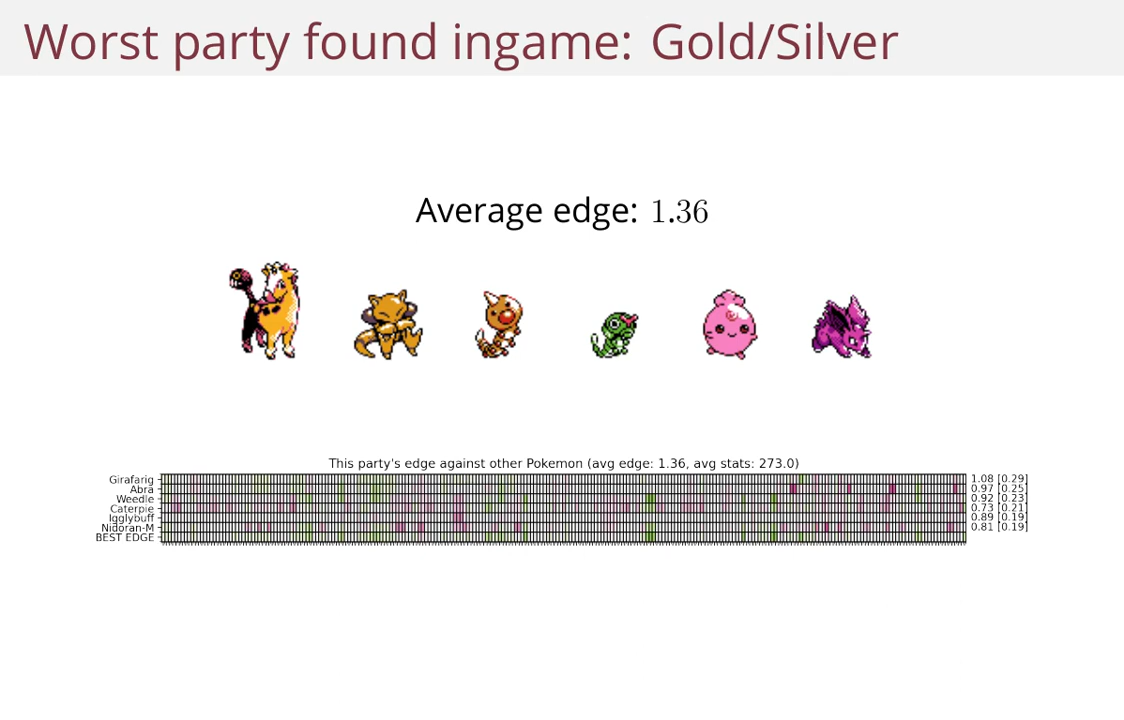 Worst party found ingame: Gold/Silver
Average edge: 1.36
This party's edge against other Pokemon (avg edge: 1.36, avg stats: 273.0)
Girafarig 1.08 [0.29]
Abra 0.97 [0.25]
Weedle 0.92 [0.23]
Caterpie 0.73 [0.21]
Igglybuff 0.89 [0.19]
Nidoran-M 0.81 [0.19]
BEST EDGE